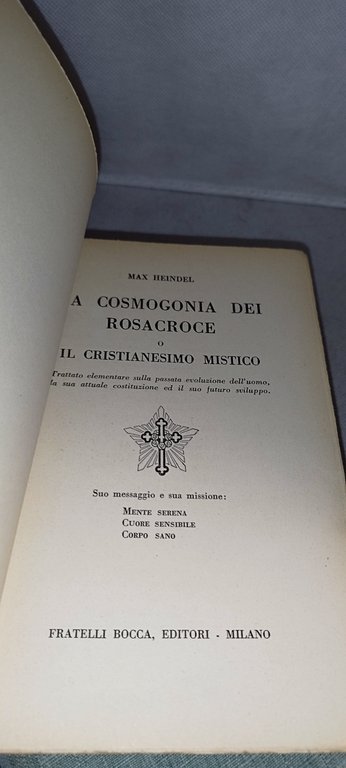 MAX HEINDEL
A COSMOGONIA DEI
ROSACROCE
O
IL CRISTIANESIMO MISTICO
Trattato elementare sulla passata evoluzione dell'uomo,
la sua attuale costituzione ed il suo futuro sviluppo.
Suo messaggio e sua missione:
MENTE SERENA
CUORE SENSIBILE
CORPO SANO
FRATELLI BOCCA, EDITORI - MILANO